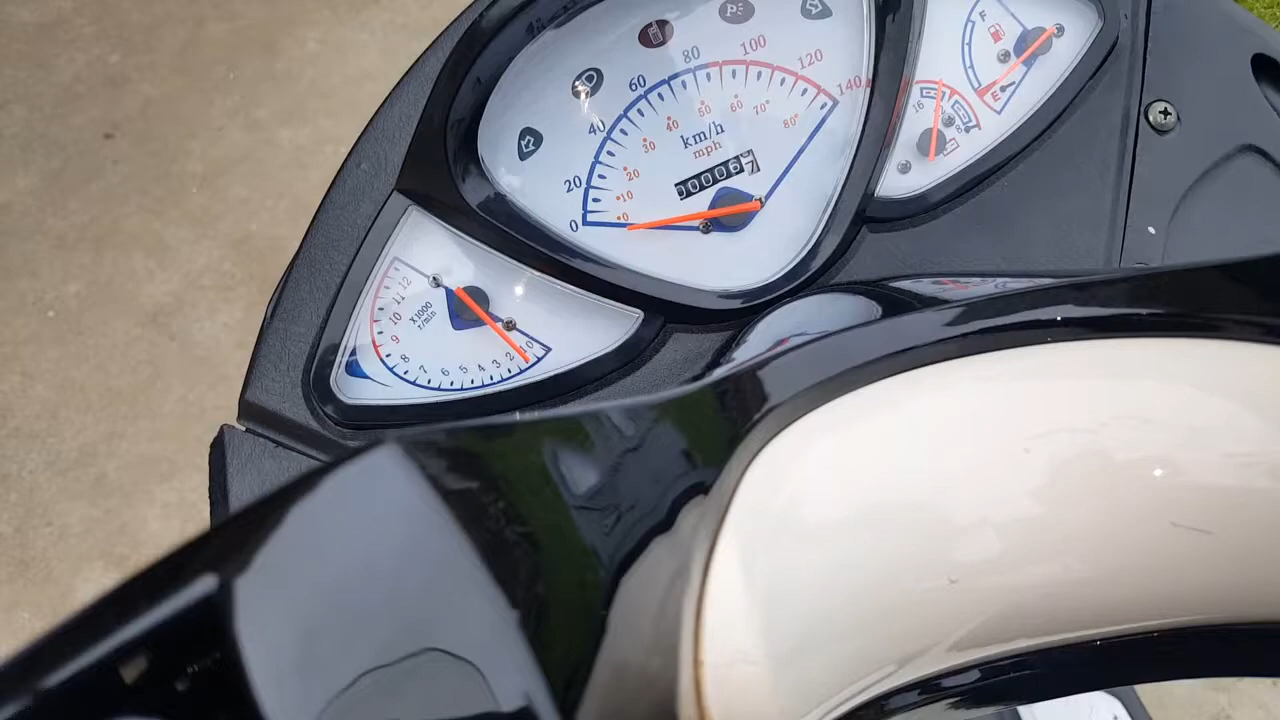 P
0 20 40 60 80 100 120 140
0 10 20 30 40 50 60 70 80
km/h
mph
00006
F
E
16
12 11 10 9 8 7 6 5 4 3 2 1 0
X1000
r/min